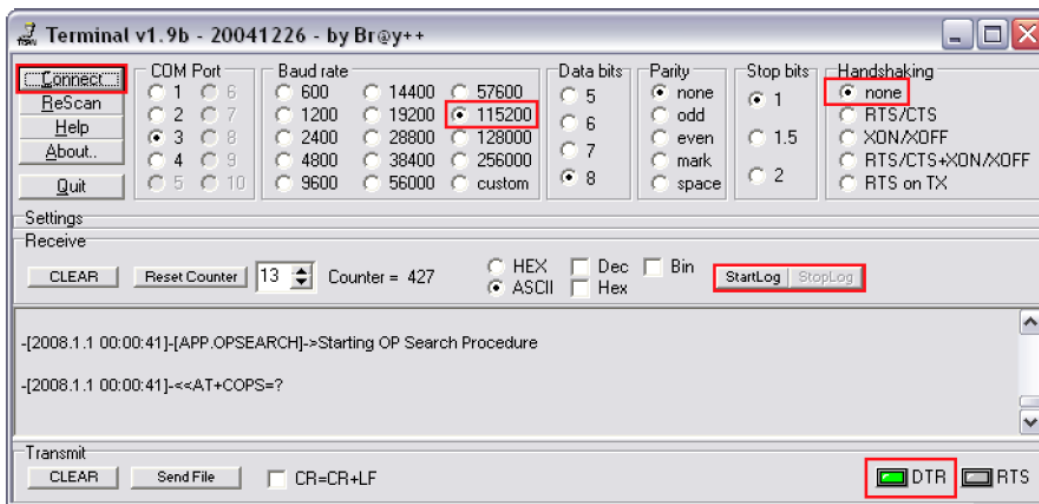 Terminal v1.9b - 20041226 - by Br@y++
Connect
ReScan
Help
About..
Quit
COM Port
1 6
2 7
3 8
4 9
5 10
Baud rate
600 14400 57600
1200 19200 115200
2400 28800 128000
4800 38400 256000
9600 56000 custom
Data bits
5
6
7
8
Parity
none
odd
even
mark
space
Stop bits
1
1.5
2
Handshaking
none
RTS/CTS
XON/XOFF
RTS/CTS+XON/XOFF
RTS on TX
Settings
Receive
CLEAR Reset Counter 13 Counter = 427 HEX Dec Bin StartLog StopLog
ASCII Hex
-[2008.1.1 00:00:41]-[APP.OPSEARCH]->Starting OP Search Procedure
-[2008.1.1 00:00:41]-<<AT+COPS=?
Transmit
CLEAR Send File CR=CR+LF DTR RTS